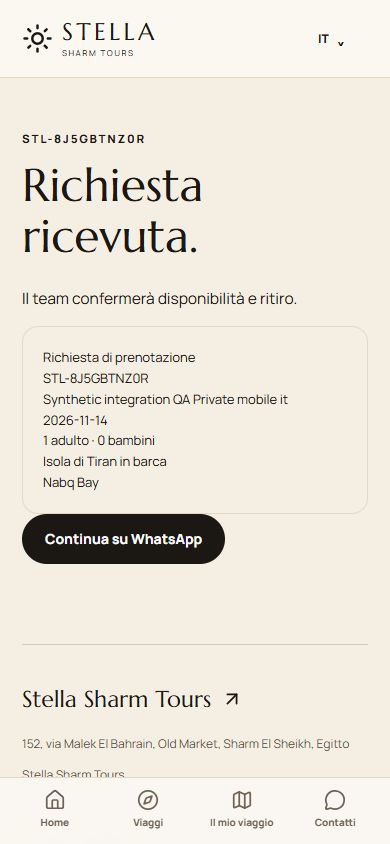 STELLA
SHARM TOURS
IT
STL-8J5GBTNZ0R
Richiesta
ricevuta.
Il team confermerà disponibilità e ritiro.
Richiesta di prenotazione
STL-8J5GBTNZ0R
Synthetic integration QA Private mobile it
2026-11-14
1 adulto · 0 bambini
Isola di Tiran in barca
Nabq Bay
Continua su WhatsApp
Stella Sharm Tours
152, via Malek El Bahrain, Old Market, Sharm El Sheikh, Egitto
Stella Sharm Tours
Home
Viaggi
Il mio viaggio
Contatti